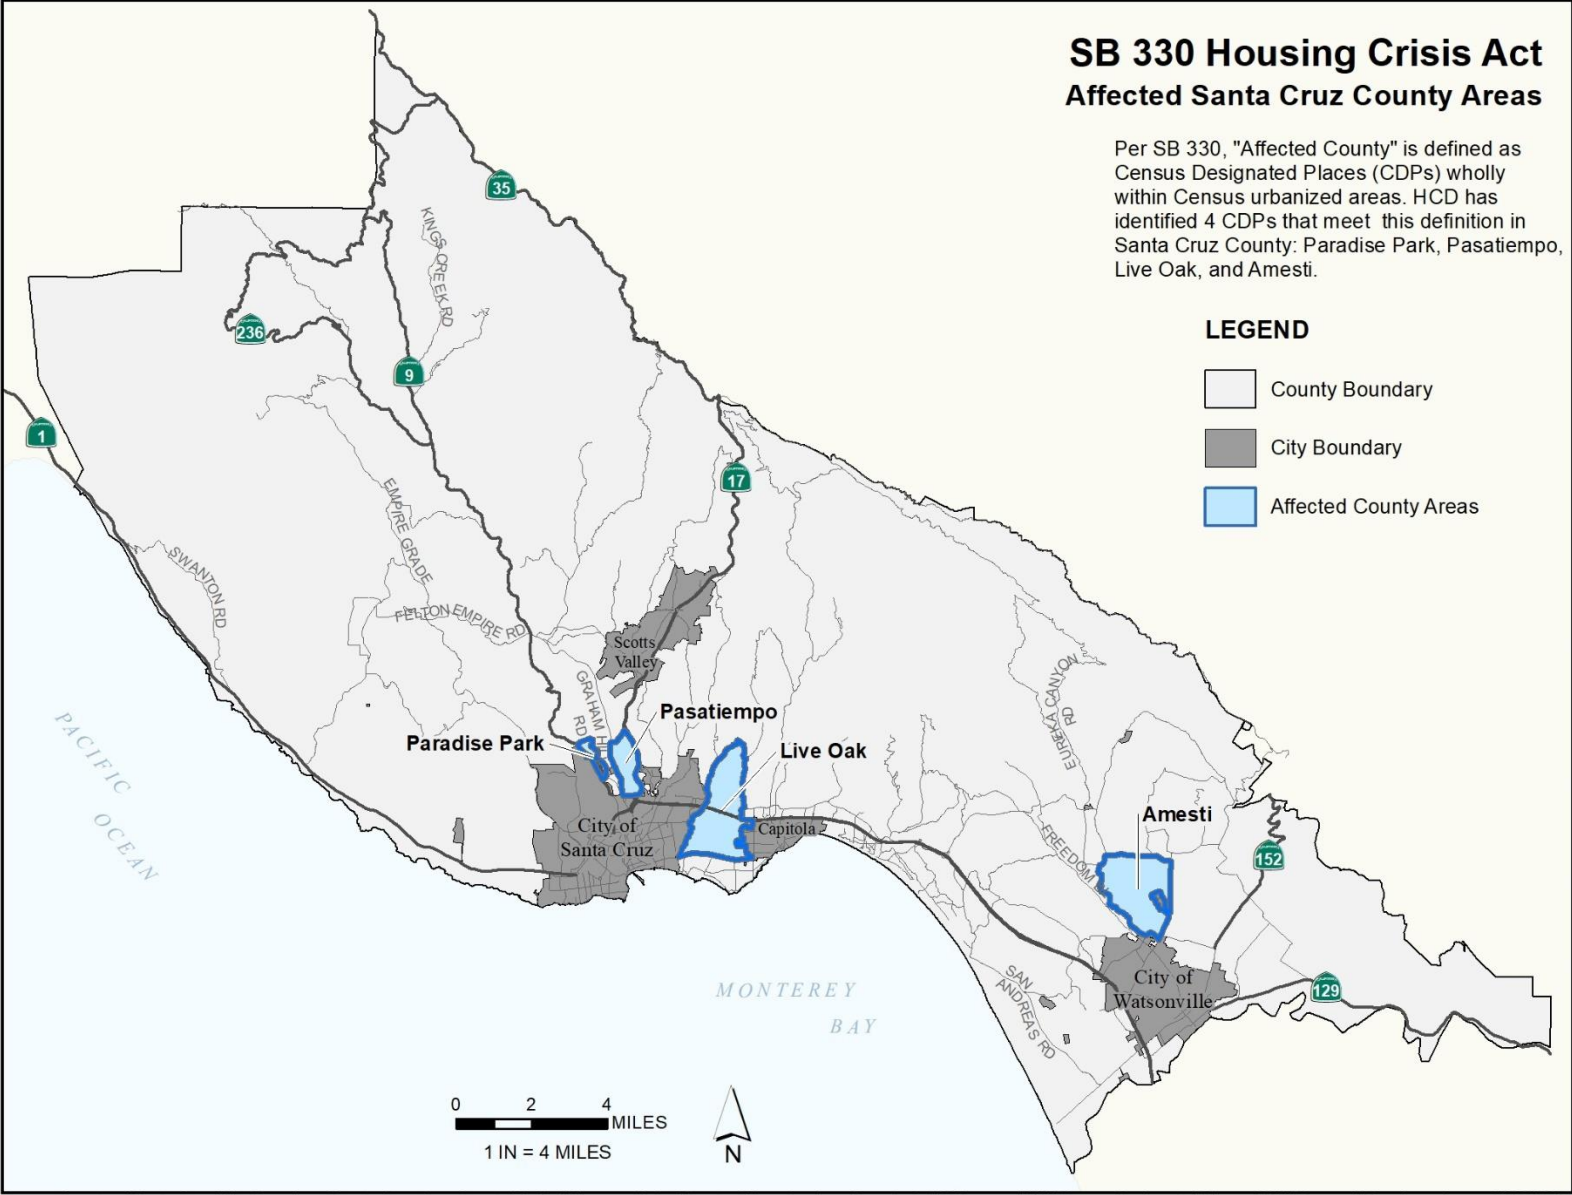 SB 330 Housing Crisis Act
Affected Santa Cruz County Areas
Per SB 330, "Affected County" is defined as
Census Designated Places (CDPs) wholly
within Census urbanized areas. HCD has
identified 4 CDPs that meet this definition in
Santa Cruz County: Paradise Park, Pasatiempo,
Live Oak, and Amesti.
LEGEND
County Boundary
City Boundary
Affected County Areas
35
KINGS CREEK RD
236
9
1
17
EMPIRE GRADE
SWANTON RD
FELTON EMPIRE RD
Scotts
Valley
GRAHAM HILL
RD
EUREKA CANYON
RD
Pasatiempo
Paradise Park
Live Oak
PACIFIC
OCEAN
City of
Santa Cruz
Capitola
Amesti
FREEDOM
152
City of
Watsonville
129
SAN
ANDREAS RD
MONTEREY
BAY
0 2 4
MILES
1 IN = 4 MILES
N